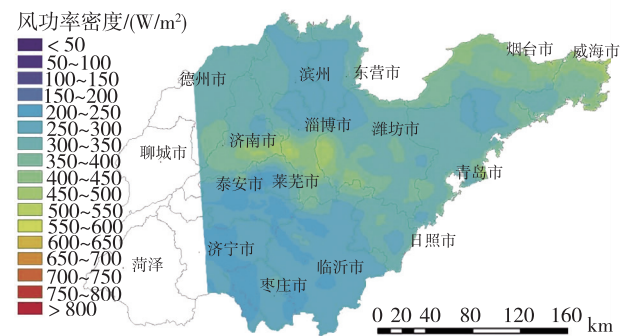 风功率密度/(W/m²)
< 50
50~100
100~150
150~200
200~250
250~300
300~350
350~400
400~450
450~500
500~550
550~600
600~650
650~700
700~750
750~800
> 800
烟台市
威海市
德州市
滨州
东营市
淄博市
潍坊市
济南市
聊城市
青岛市
泰安市
莱芜市
日照市
济宁市
菏泽
临沂市
枣庄市
0 20 40 80 120 160 km